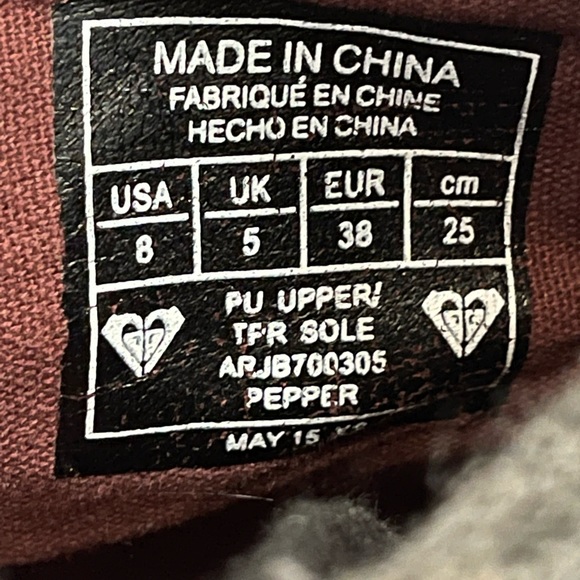 MADE IN CHINA
FABRIQUÉ EN CHINE
HECHO EN CHINA
USA UK EUR cm
8 5 38 25
PU UPPER/
TPR SOLE
ARJB700305
PEPPER
MAY 15